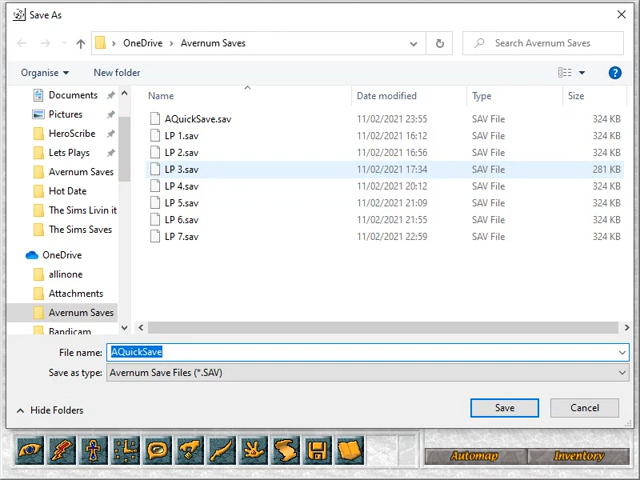 Save As
OneDrive > Avernum Saves
Search Avernum Saves
Organise
New folder
Name
Date modified
Type
Size
Documents
Pictures
HeroScribe
Lets Plays
Avernum Saves
Hot Date
The Sims Livin it
The Sims Saves
OneDrive
allinone
Attachments
Avernum Saves
Bandicam
AQuickSave.sav 11/02/2021 23:55 SAV File 324 KB
LP 1.sav 11/02/2021 16:12 SAV File 324 KB
LP 2.sav 11/02/2021 16:56 SAV File 324 KB
LP 3.sav 11/02/2021 17:34 SAV File 281 KB
LP 4.sav 11/02/2021 20:12 SAV File 324 KB
LP 5.sav 11/02/2021 21:09 SAV File 324 KB
LP 6.sav 11/02/2021 21:55 SAV File 324 KB
LP 7.sav 11/02/2021 22:59 SAV File 324 KB
File name: AQuickSave
Save as type: Avernum Save Files (*.SAV)
Hide Folders
Save
Cancel
Automap
Inventory